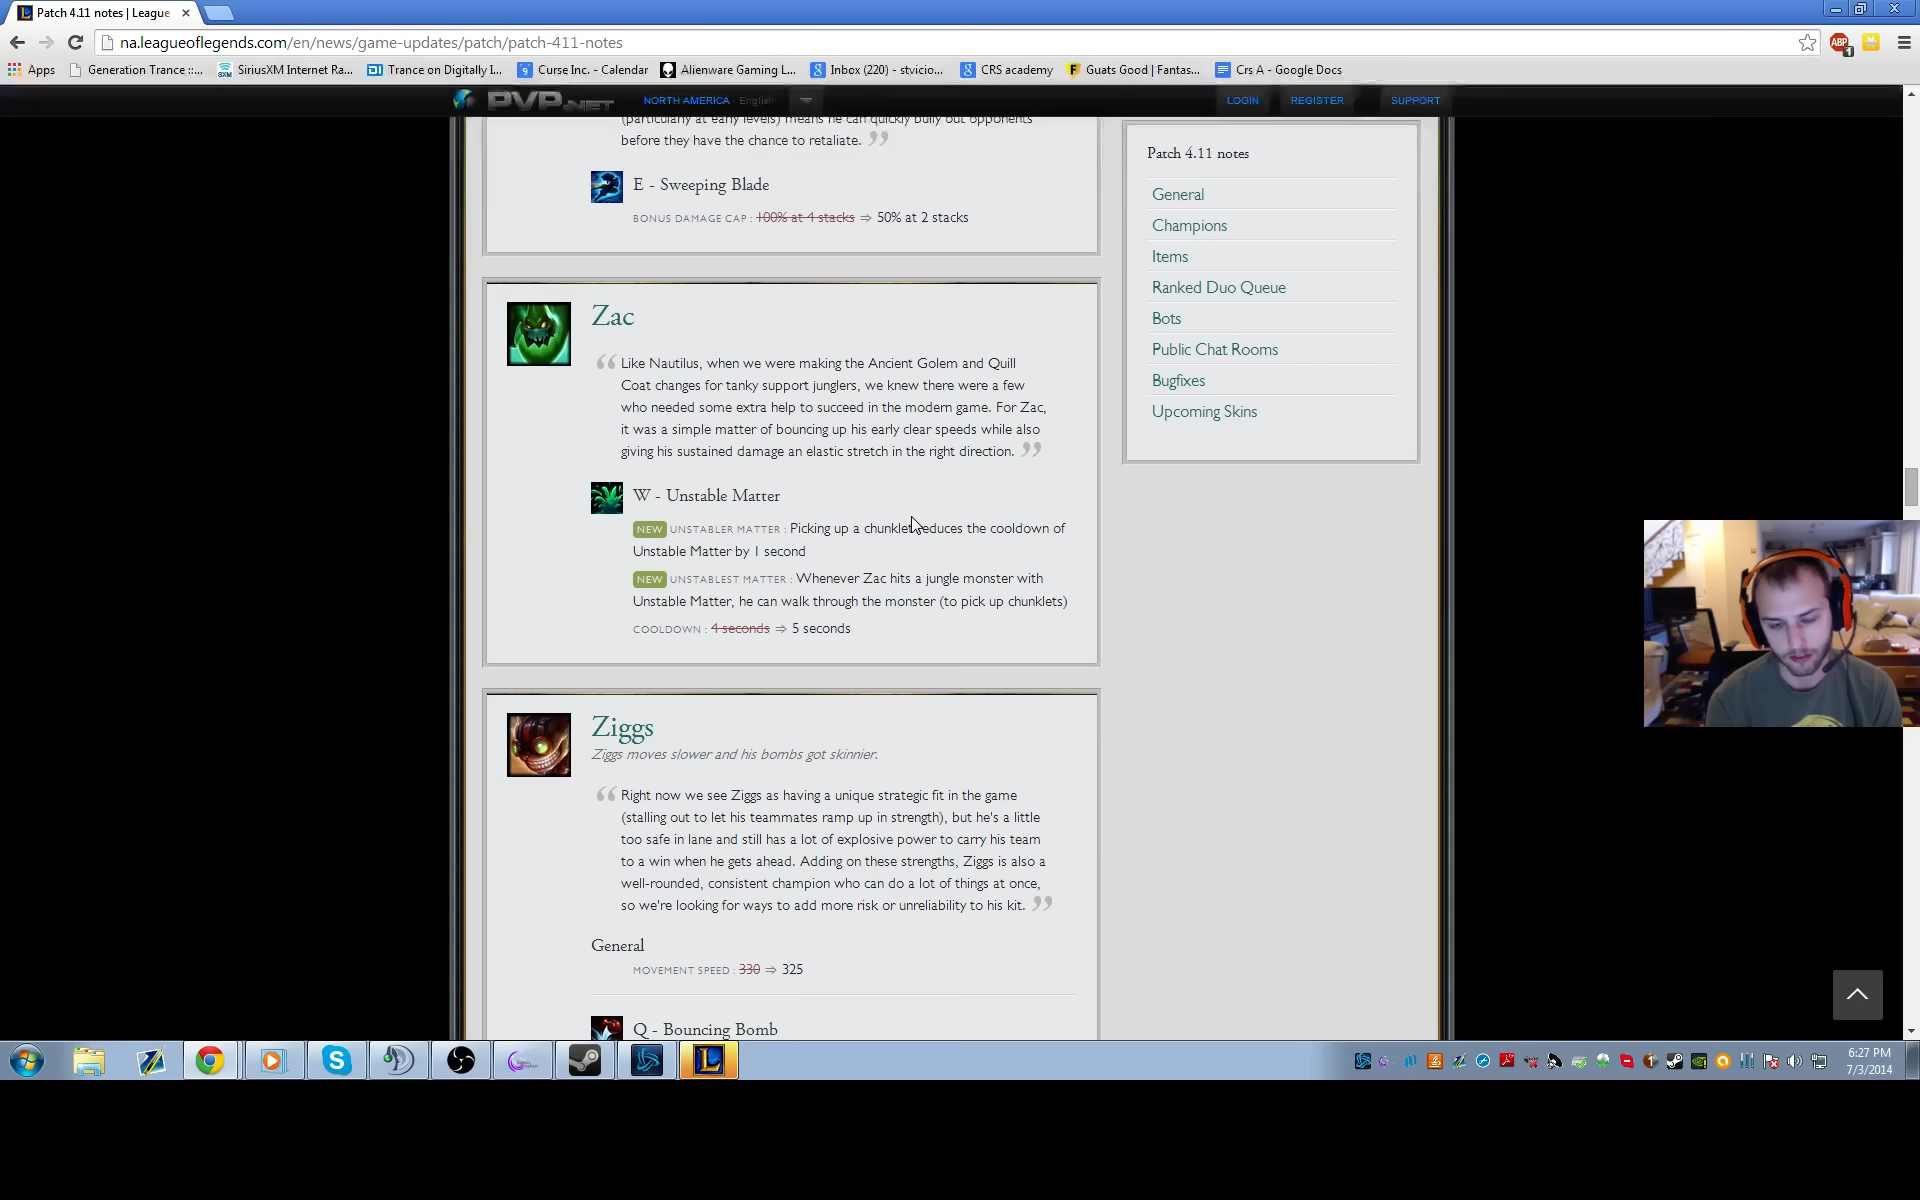 Patch 4.11 notes | League
na.leagueoflegends.com/en/news/game-updates/patch/patch-411-notes
ABP 1
Apps Generation Trance ::... SiriusXM Internet Ra... Trance on Digitally I... Curse Inc. - Calendar Alienware Gaming L... Inbox (220) - stvicio... CRS academy Guats Good | Fantas... Crs A - Google Docs
PVP.NET NORTH AMERICA English LOGIN REGISTER SUPPORT
(particularly at early levels) means he can quickly bully out opponents
before they have the chance to retaliate.
E - Sweeping Blade
BONUS DAMAGE CAP : 100% at 4 stacks ⇒ 50% at 2 stacks
Zac
Like Nautilus, when we were making the Ancient Golem and Quill
Coat changes for tanky support junglers, we knew there were a few
who needed some extra help to succeed in the modern game. For Zac,
it was a simple matter of bouncing up his early clear speeds while also
giving his sustained damage an elastic stretch in the right direction.
W - Unstable Matter
NEW UNSTABLER MATTER : Picking up a chunklet reduces the cooldown of
Unstable Matter by 1 second
NEW UNSTABLEST MATTER : Whenever Zac hits a jungle monster with
Unstable Matter, he can walk through the monster (to pick up chunklets)
COOLDOWN : 4 seconds ⇒ 5 seconds
Ziggs
Ziggs moves slower and his bombs got skinnier.
Right now we see Ziggs as having a unique strategic fit in the game
(stalling out to let his teammates ramp up in strength), but he's a little
too safe in lane and still has a lot of explosive power to carry his team
to a win when he gets ahead. Adding on these strengths, Ziggs is also a
well-rounded, consistent champion who can do a lot of things at once,
so we're looking for ways to add more risk or unreliability to his kit.
General
MOVEMENT SPEED : 330 ⇒ 325
Q - Bouncing Bomb
Patch 4.11 notes
General
Champions
Items
Ranked Duo Queue
Bots
Public Chat Rooms
Bugfixes
Upcoming Skins
6:27 PM
7/3/2014